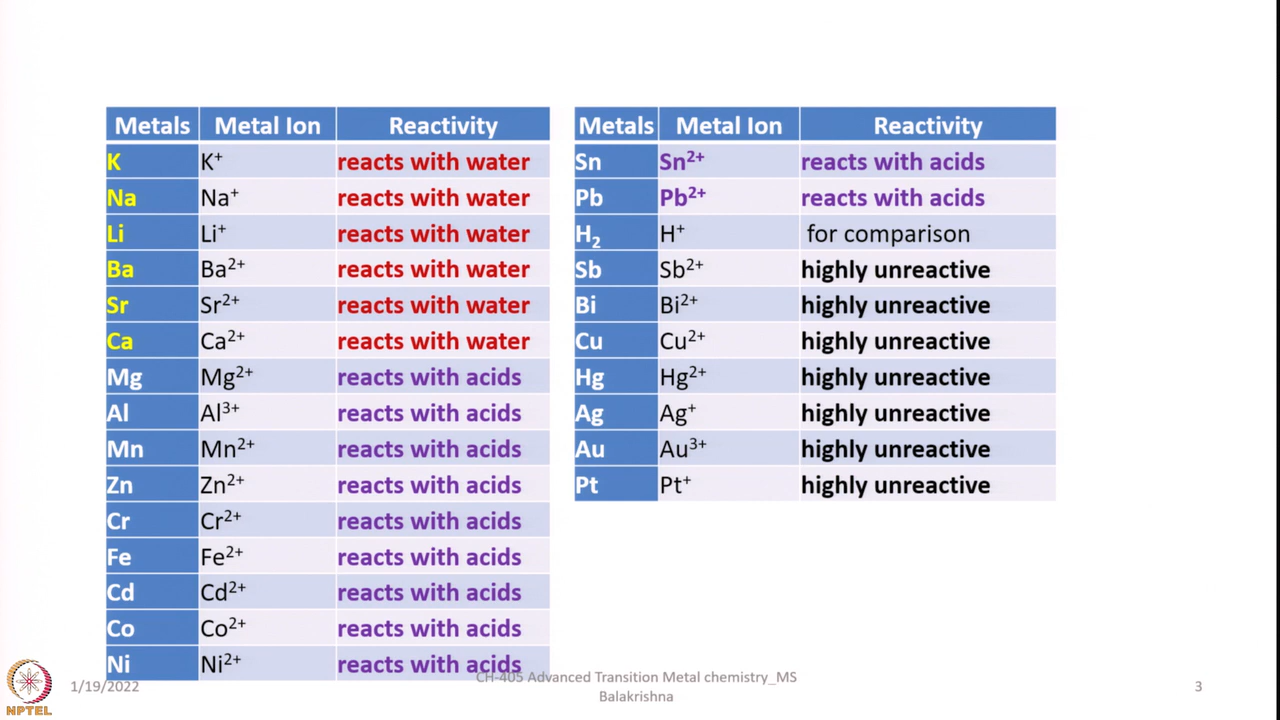 Metals Metal Ion Reactivity
K K⁺ reacts with water
Na Na⁺ reacts with water
Li Li⁺ reacts with water
Ba Ba²⁺ reacts with water
Sr Sr²⁺ reacts with water
Ca Ca²⁺ reacts with water
Mg Mg²⁺ reacts with acids
Al Al³⁺ reacts with acids
Mn Mn²⁺ reacts with acids
Zn Zn²⁺ reacts with acids
Cr Cr²⁺ reacts with acids
Fe Fe²⁺ reacts with acids
Cd Cd²⁺ reacts with acids
Co Co²⁺ reacts with acids
Ni Ni²⁺ reacts with acids
Metals Metal Ion Reactivity
Sn Sn²⁺ reacts with acids
Pb Pb²⁺ reacts with acids
H₂ H⁺ for comparison
Sb Sb²⁺ highly unreactive
Bi Bi²⁺ highly unreactive
Cu Cu²⁺ highly unreactive
Hg Hg²⁺ highly unreactive
Ag Ag⁺ highly unreactive
Au Au³⁺ highly unreactive
Pt Pt⁺ highly unreactive
NPTEL
1/19/2022
CH-405 Advanced Transition Metal chemistry_MS
Balakrishna
3